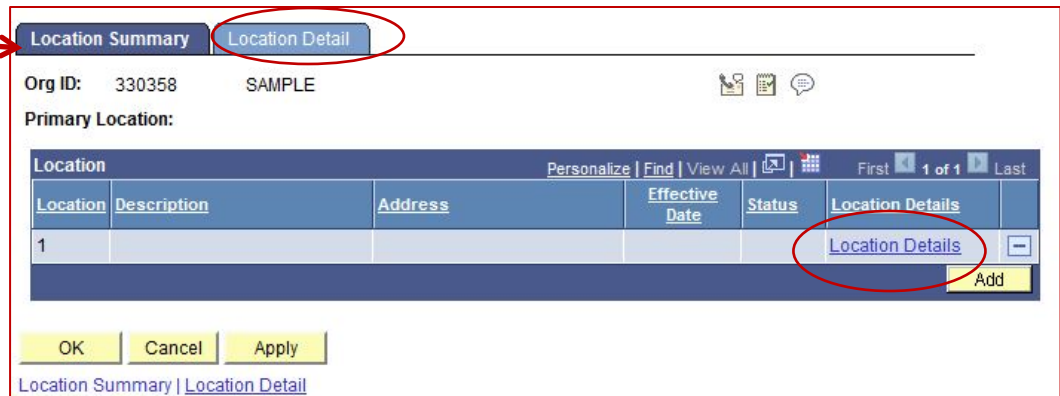 Location Summary Location Detail
Org ID: 330358 SAMPLE
Primary Location:
Location Personalize | Find | View All | | First 1 of 1 Last
Location Description Address Effective Date Status Location Details
1 Location Details
Add
OK Cancel Apply
Location Summary | Location Detail